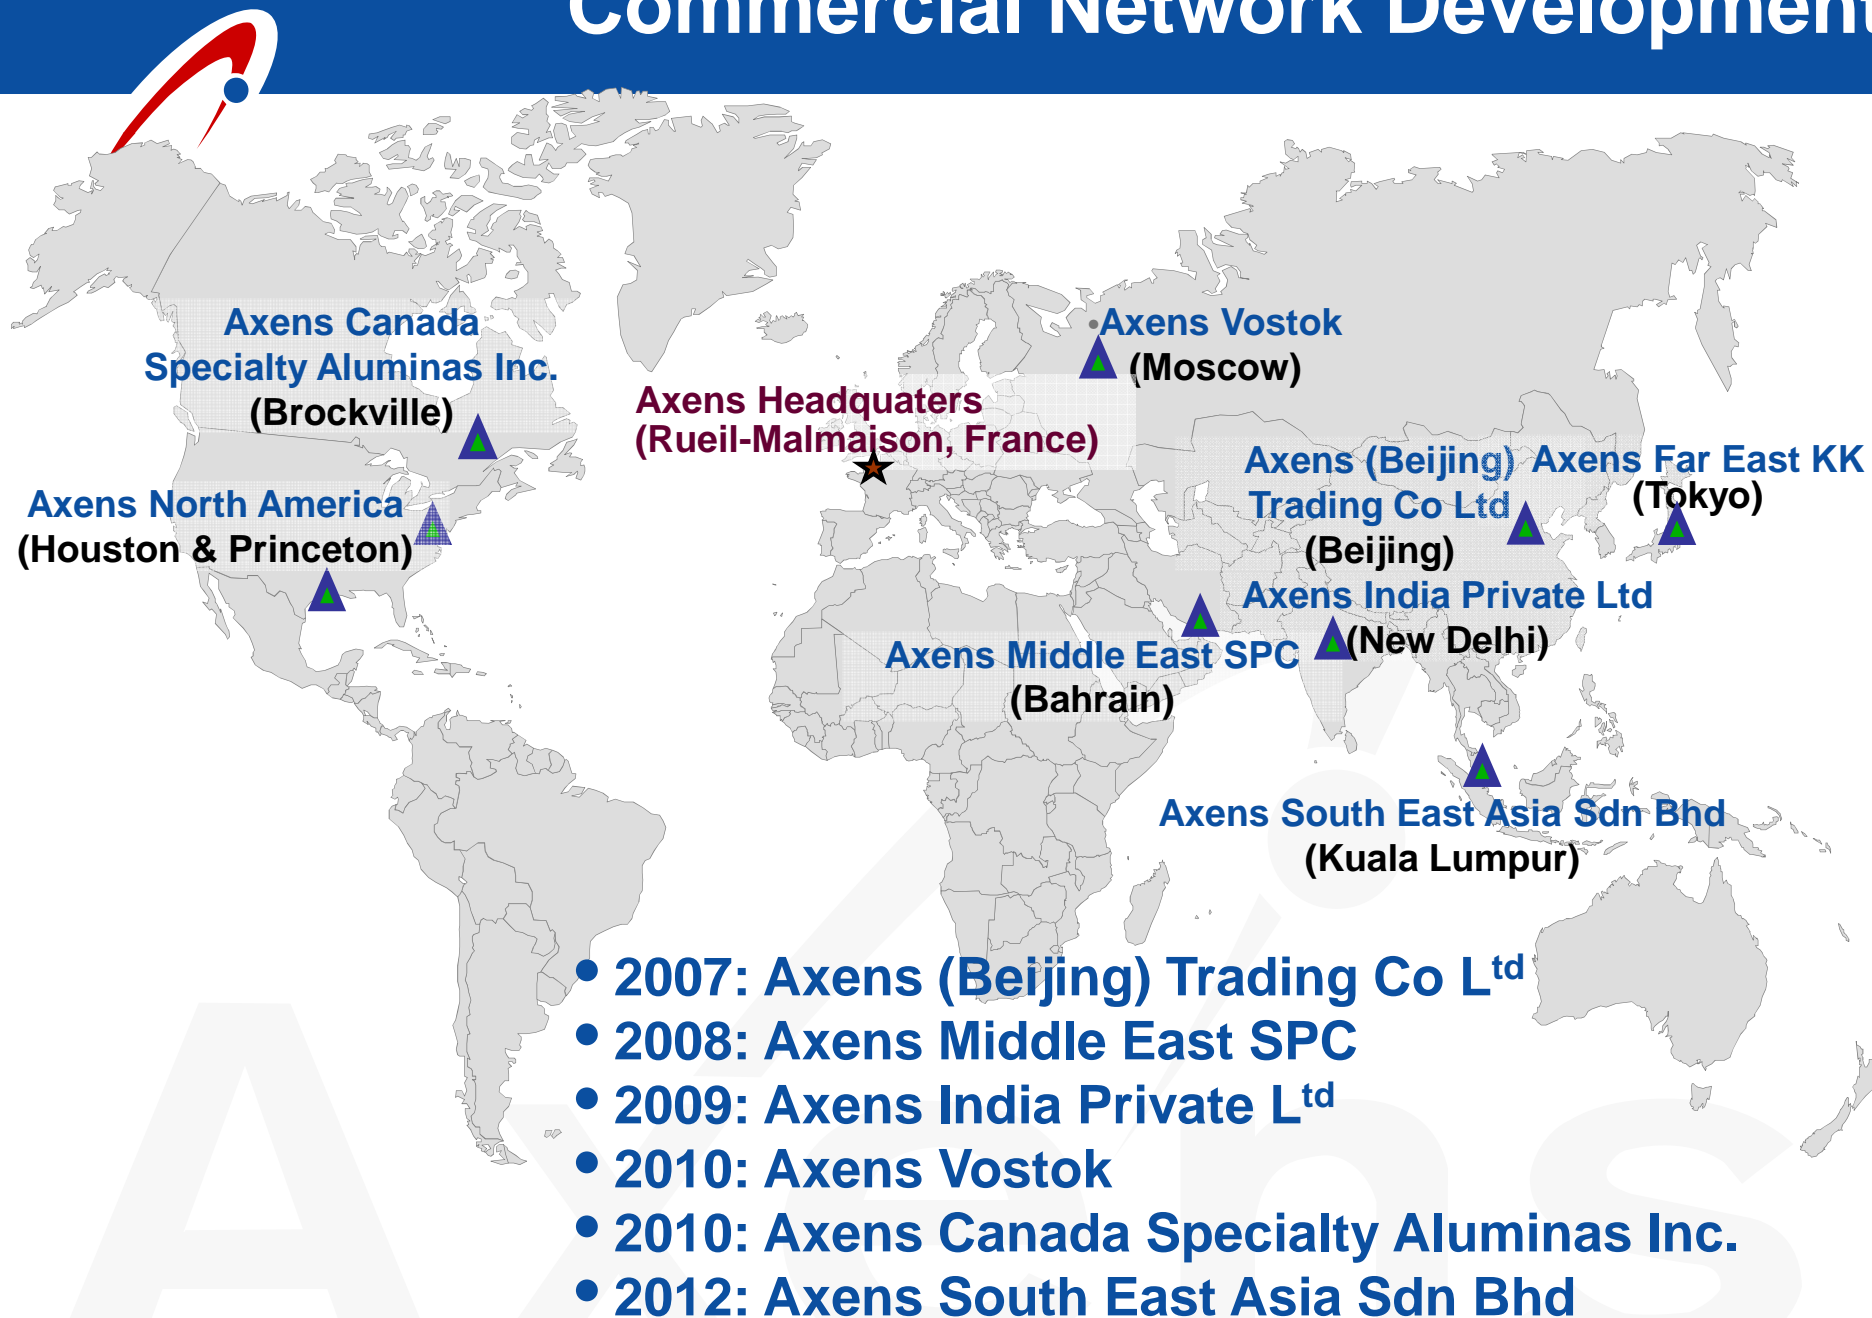 Commercial Network Development
Axens Canada
Specialty Aluminas Inc.
(Brockville)
Axens Vostok
(Moscow)
Axens Headquaters
(Rueil-Malmaison, France)
Axens (Beijing)
Trading Co Ltd
(Beijing)
Axens Far East KK
(Tokyo)
Axens North America
(Houston & Princeton)
Axens India Private Ltd
(New Delhi)
Axens Middle East SPC
(Bahrain)
Axens South East Asia Sdn Bhd
(Kuala Lumpur)
• 2007: Axens (Beijing) Trading Co Ltd
• 2008: Axens Middle East SPC
• 2009: Axens India Private Ltd
• 2010: Axens Vostok
• 2010: Axens Canada Specialty Aluminas Inc.
• 2012: Axens South East Asia Sdn Bhd
Axens